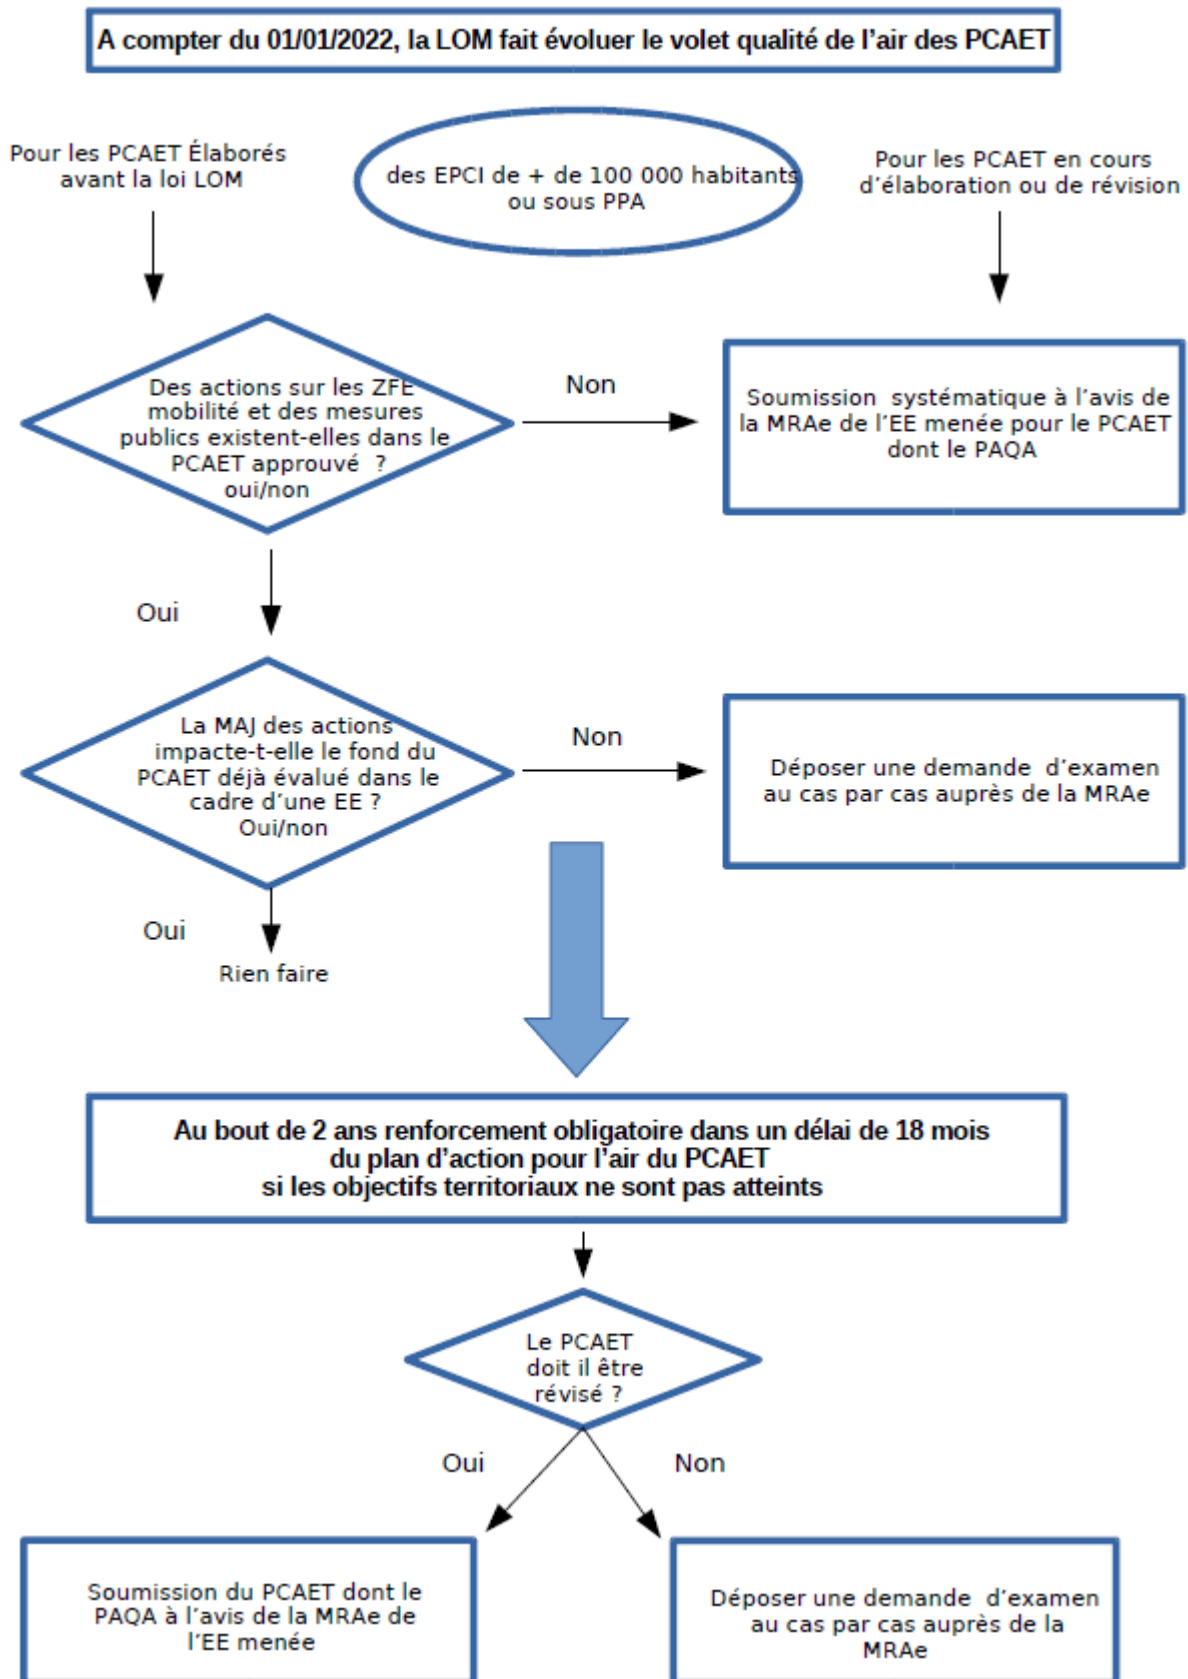 A compter du 01/01/2022, la LOM fait évoluer le volet qualité de l'air des PCAET
Pour les PCAET Élaborés
avant la loi LOM
des EPCI de + de 100 000 habitants
ou sous PPA
Pour les PCAET en cours
d'élaboration ou de révision
Des actions sur les ZFE
mobilité et des mesures
publics existent-elles dans le
PCAET approuvé ?
oui/non
Non
Soumission systématique à l'avis de
la MRAe de l'EE menée pour le PCAET
dont le PAQA
Oui
La MAJ des actions
impacte-t-elle le fond du
PCAET déjà évalué dans le
cadre d'une EE ?
Oui/non
Non
Déposer une demande d'examen
au cas par cas auprès de la MRAe
Oui
Rien faire
Au bout de 2 ans renforcement obligatoire dans un délai de 18 mois
du plan d'action pour l'air du PCAET
si les objectifs territoriaux ne sont pas atteints
Le PCAET
doit il être
révisé ?
Oui
Non
Soumission du PCAET dont le
PAQA à l'avis de la MRAe de
l'EE menée
Déposer une demande d'examen
au cas par cas auprès de la
MRAe